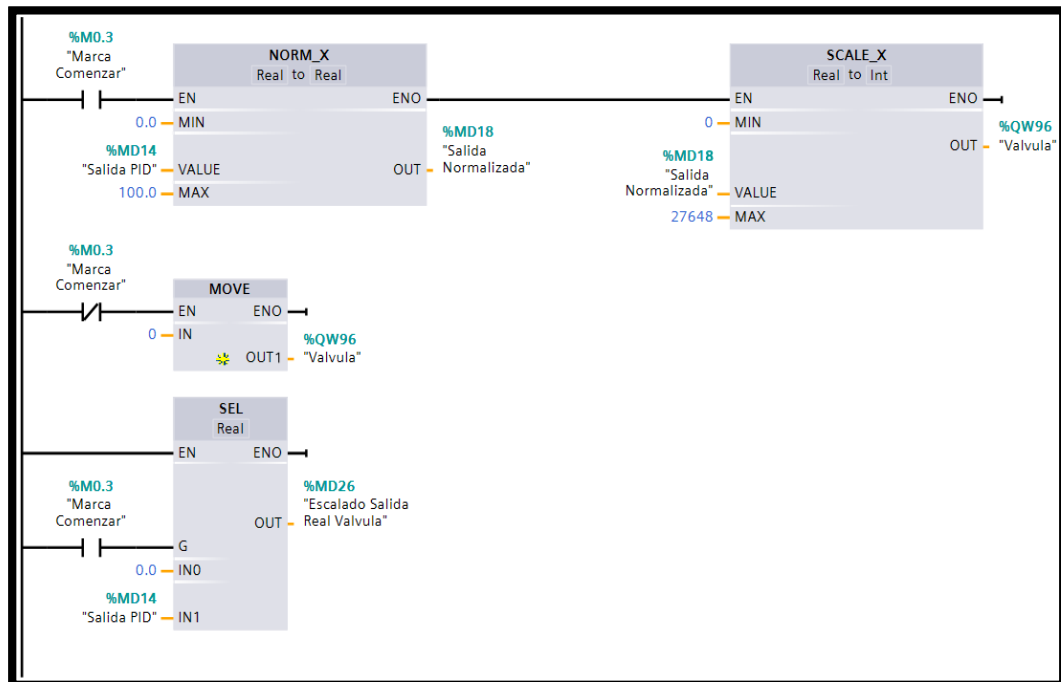 %M0.3
"Marca
Comenzar"
NORM_X
Real to Real
EN
ENO
0.0
MIN
%MD14
"Salida PID"
VALUE
100.0
MAX
%MD18
"Salida
Normalizada"
OUT
SCALE_X
Real to Int
EN
ENO
0
MIN
%MD18
"Salida
Normalizada"
VALUE
27648
MAX
%QW96
OUT
"Valvula"
%M0.3
"Marca
Comenzar"
MOVE
EN
ENO
0
IN
%QW96
OUT1
"Valvula"
SEL
Real
EN
ENO
%M0.3
"Marca
Comenzar"
%MD26
"Escalado Salida
Real Valvula"
OUT
G
0.0
IN0
%MD14
"Salida PID"
IN1